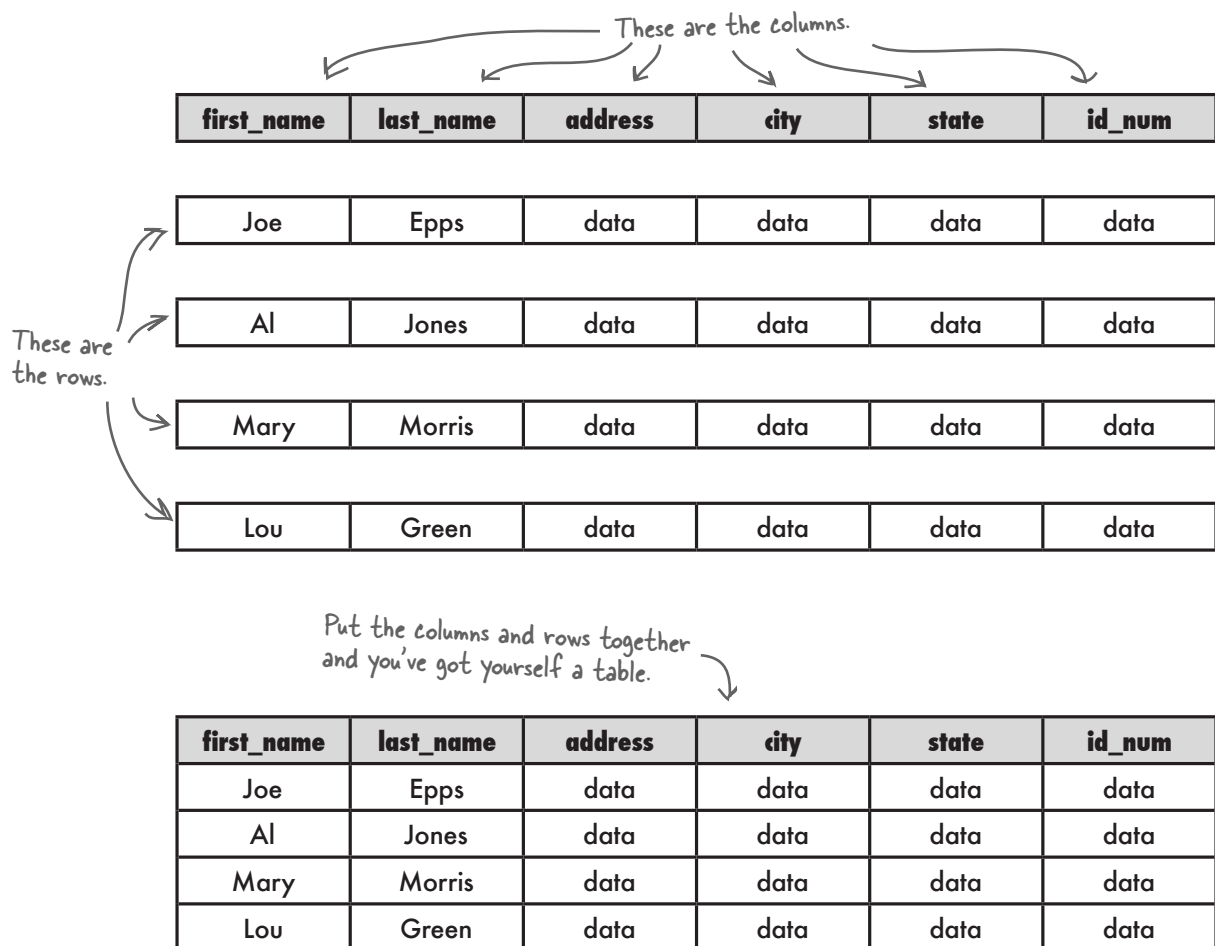 These are the columns.
first_name last_name address city state id_num
Joe Epps data data data data
Al Jones data data data data
These are
the rows.
Mary Morris data data data data
Lou Green data data data data
Put the columns and rows together
and you've got yourself a table.
first_name last_name address city state id_num
Joe Epps data data data data
Al Jones data data data data
Mary Morris data data data data
Lou Green data data data data